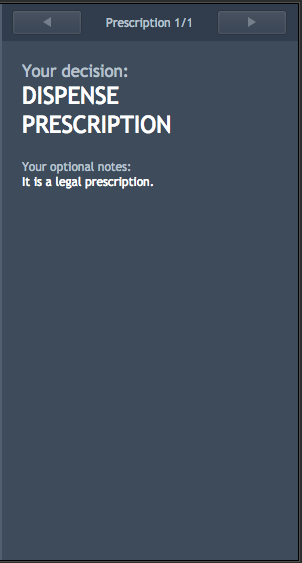 Prescription 1/1
Your decision:
DISPENSE
PRESCRIPTION
Your optional notes:
It is a legal prescription.